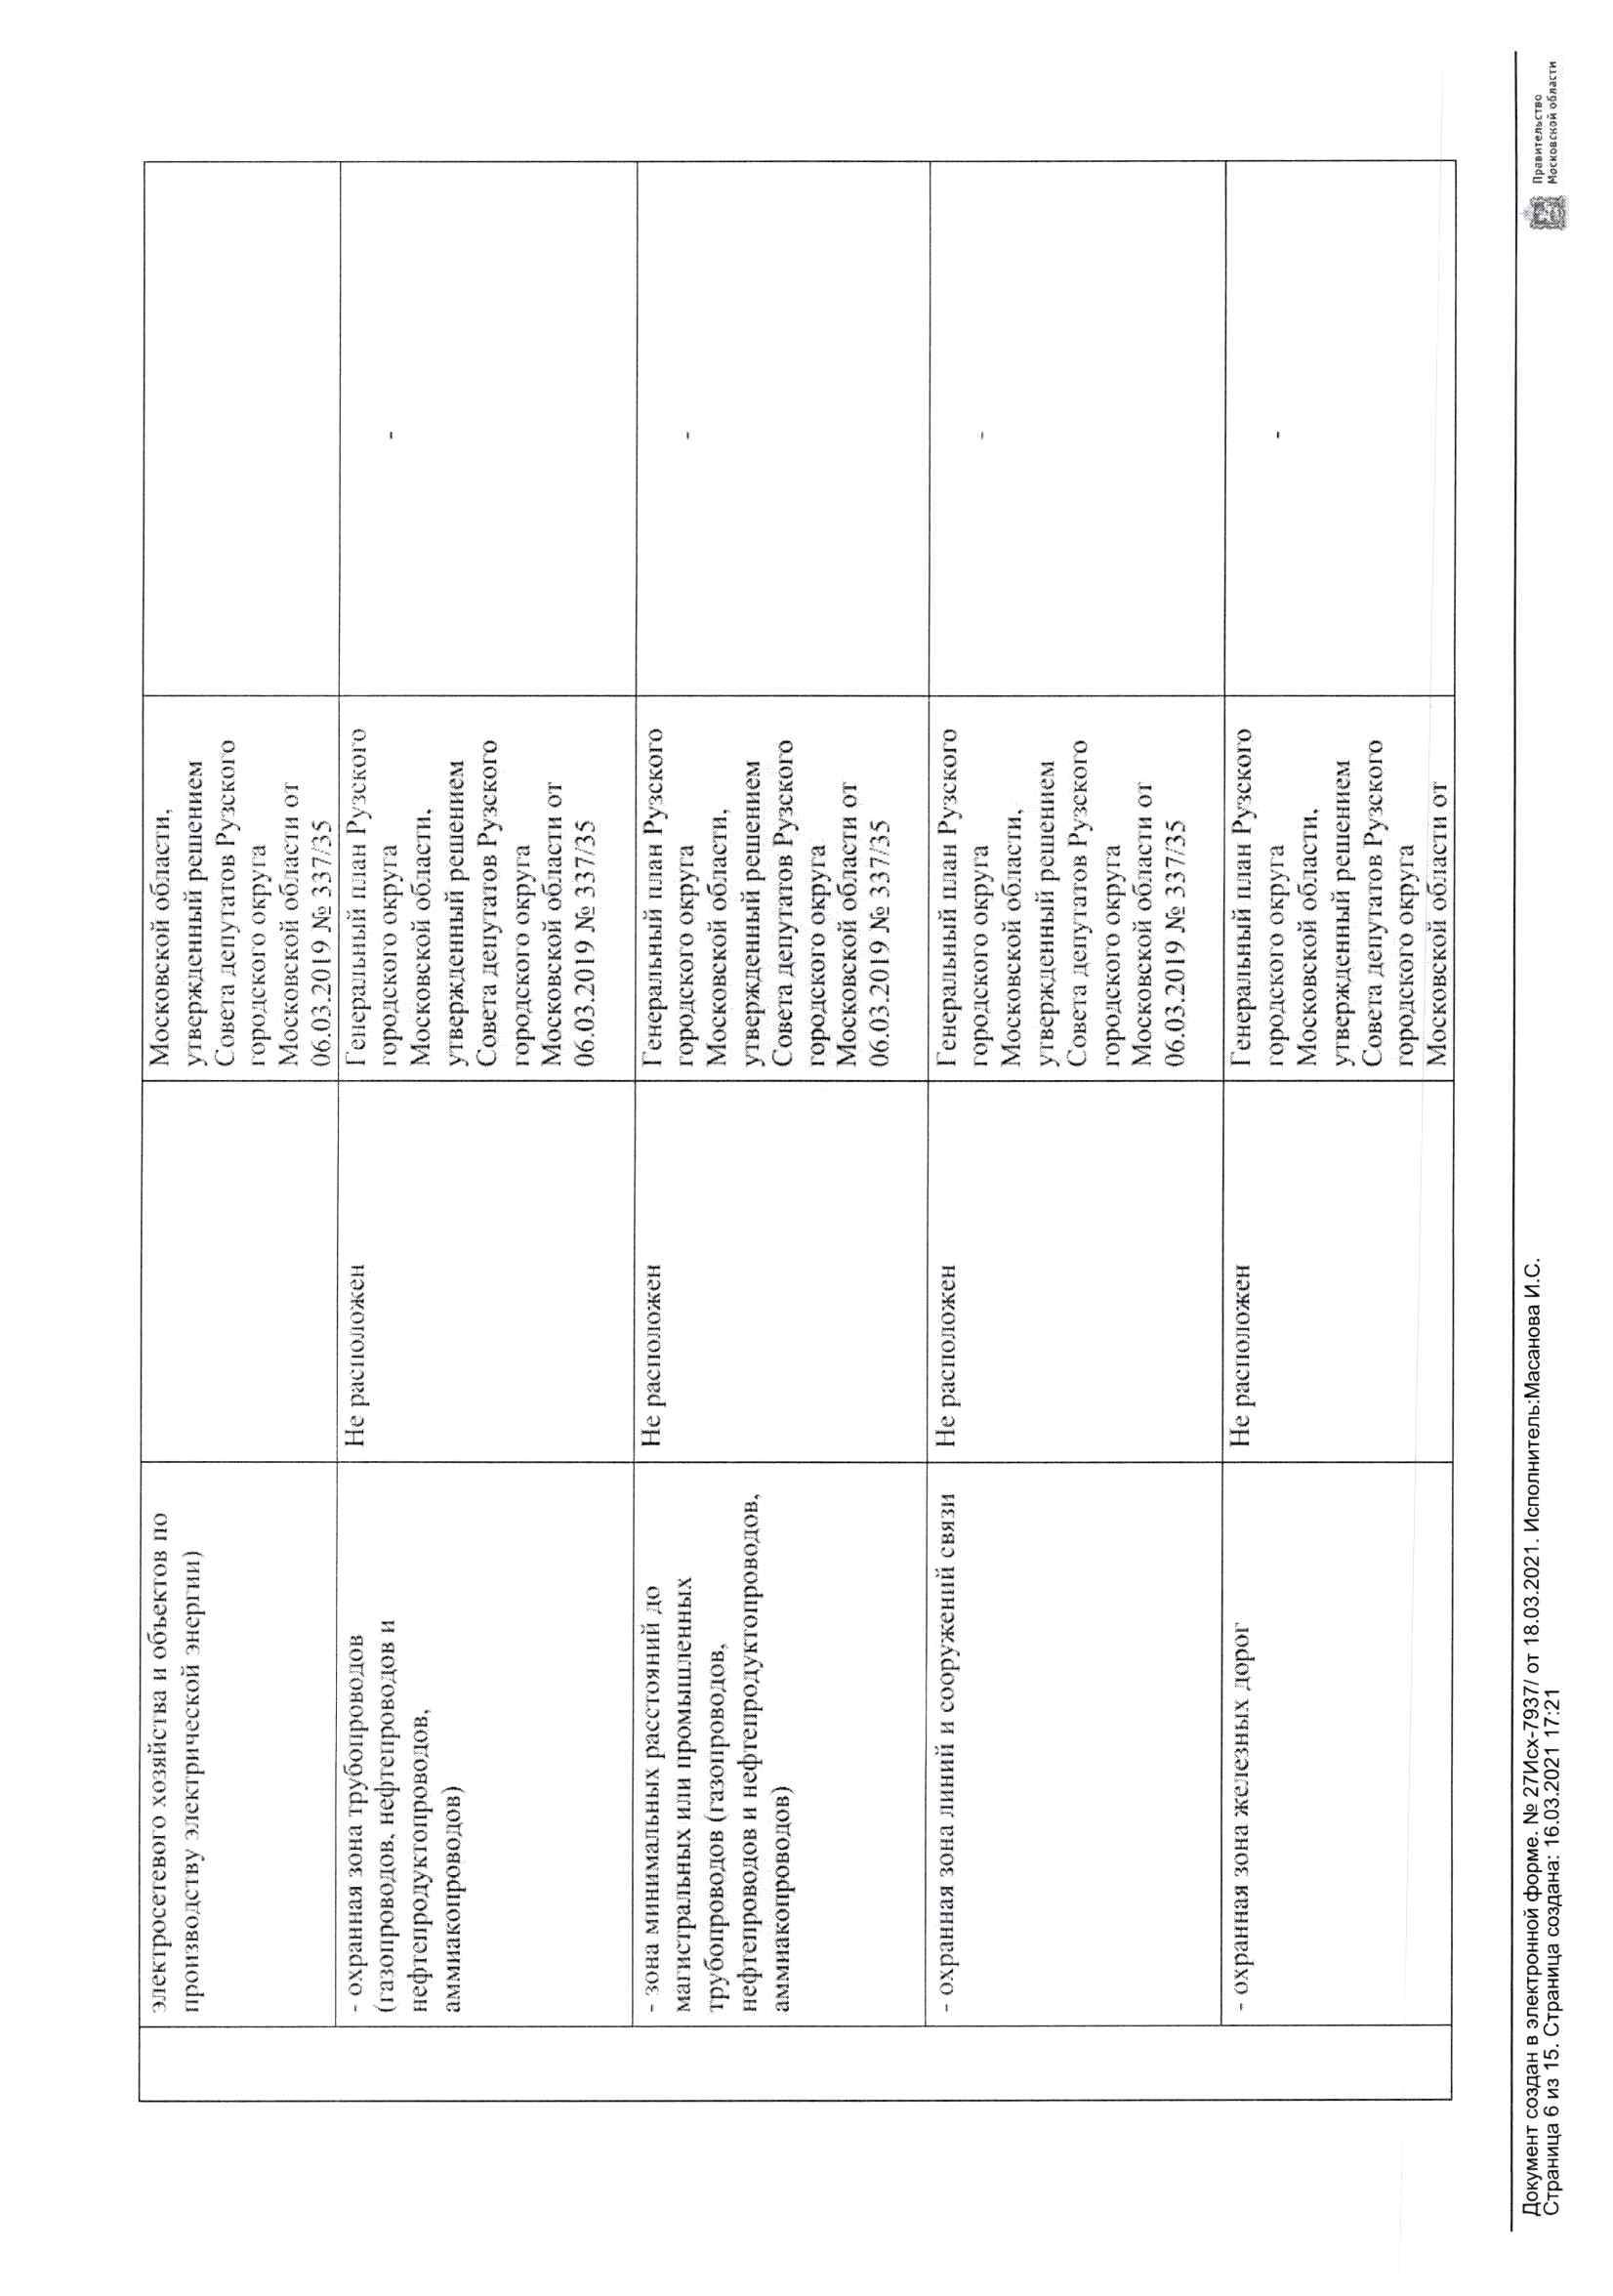 электросетевого хозяйства и объектов по
производству электрической энергии)
Московской области,
утвержденный решением
Совета депутатов Рузского
городского округа
Московской области от
06.03.2019 № 337/35
- охранная зона трубопроводов
(газопроводов, нефтепроводов и
нефтепродуктопроводов,
аммиакопроводов)
Не расположен
Генеральный план Рузского
городского округа
Московской области,
утвержденный решением
Совета депутатов Рузского
городского округа
Московской области от
06.03.2019 № 337/35
-
- зона минимальных расстояний до
магистральных или промышленных
трубопроводов (газопроводов,
нефтепроводов и нефтепродуктопроводов,
аммиакопроводов)
Не расположен
Генеральный план Рузского
городского округа
Московской области,
утвержденный решением
Совета депутатов Рузского
городского округа
Московской области от
06.03.2019 № 337/35
-
- охранная зона линий и сооружений связи
Не расположен
Генеральный план Рузского
городского округа
Московской области,
утвержденный решением
Совета депутатов Рузского
городского округа
Московской области от
06.03.2019 № 337/35
-
- охранная зона железных дорог
Не расположен
Генеральный план Рузского
городского округа
Московской области,
утвержденный решением
Совета депутатов Рузского
городского округа
Московской области от
-
Документ создан в электронной форме. № 27Исх-7937/ от 18.03.2021. Исполнитель:Масанова И.С.
Страница 6 из 15. Страница создана: 16.03.2021 17:21
Правительство
Московской области